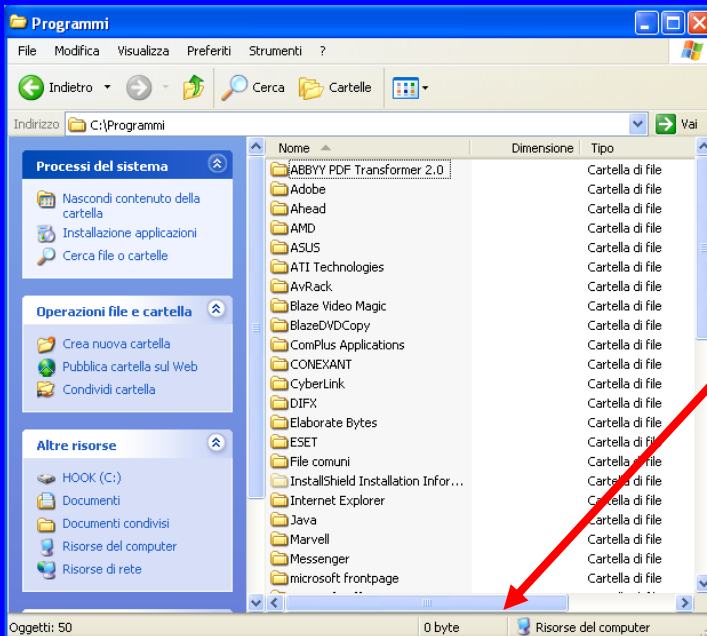 Programmi
File Modifica Visualizza Preferiti Strumenti ?
Indietro Cerca Cartelle
Indirizzo C:\Programmi Vai
Processi del sistema
Nascondi contenuto della
cartella
Installazione applicazioni
Cerca file o cartelle
Operazioni file e cartella
Crea nuova cartella
Pubblica cartella sul Web
Condividi cartella
Altre risorse
HOOK (C:)
Documenti
Documenti condivisi
Risorse del computer
Risorse di rete
Nome Dimensione Tipo
ABBYY PDF Transformer 2.0 Cartella di file
Adobe Cartella di file
Ahead Cartella di file
AMD Cartella di file
ASUS Cartella di file
ATI Technologies Cartella di file
AvRack Cartella di file
Blaze Video Magic Cartella di file
BlazeDVDCopy Cartella di file
ComPlus Applications Cartella di file
CONEXANT Cartella di file
CyberLink Cartella di file
DIFX Cartella di file
Elaborate Bytes Cartella di file
ESET Cartella di file
File comuni Cartella di file
InstallShield Installation Infor... Cartella di file
Internet Explorer Cartella di file
Java Cartella di file
Marvell Cartella di file
Messenger Cartella di file
microsoft frontpage Cartella di file
Oggetti: 50 0 byte Risorse del computer